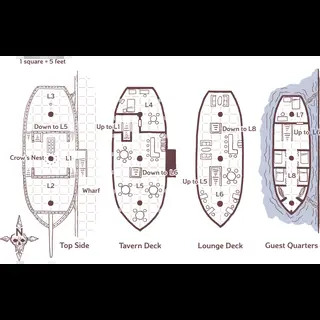 1 square = 5 feet
L3
L4
Down to L5
Up to L1
Down to L8
L7
Up to L
Crow's Nest
L1
Down to L6
Up to L5
L8
L2
Wharf
L5
L6
N
Top Side
Tavern Deck
Lounge Deck
Guest Quarters